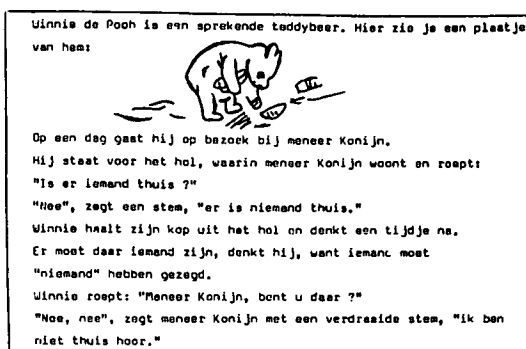 Winnie de Pooh is een sprekende teddybeer. Hier zie je een plaatje
van hem:
Op een dag gaat hij op bezoek bij meneer Konijn.
Hij staat voor het hol, waarin meneer Konijn woont en roept:
"Is er iemand thuis ?"
"Nee", zegt een stem, "er is niemand thuis."
Winnie haalt zijn kop uit het hol en denkt een tijdje na.
Er moet daar iemand zijn, denkt hij, want iemand moet
"niemand" hebben gezegd.
Winnie roept: "Meneer Konijn, bent u daar ?"
"Nee, nee", zegt meneer Konijn met een verdraaide stem, "ik ben
niet thuis hoor."